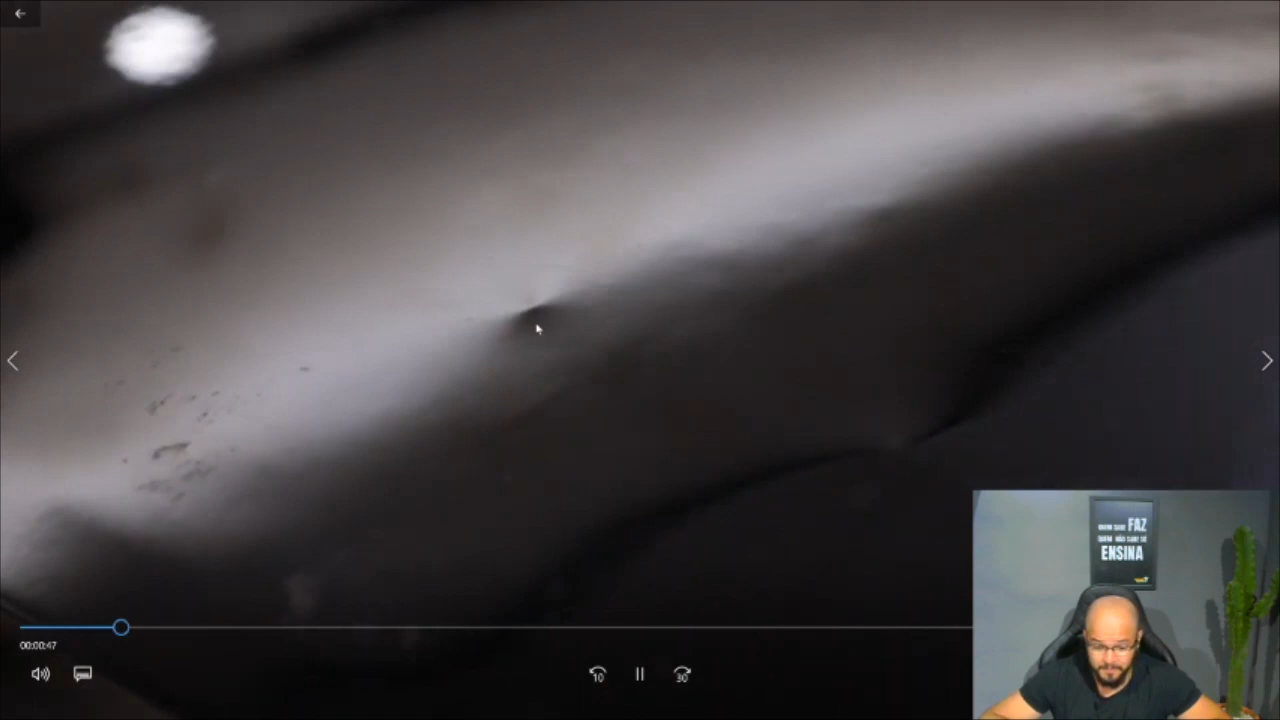 QUEM SABE FAZ
QUEM NÃO SABE SÓ
ENSINA
00:00:47
10
30